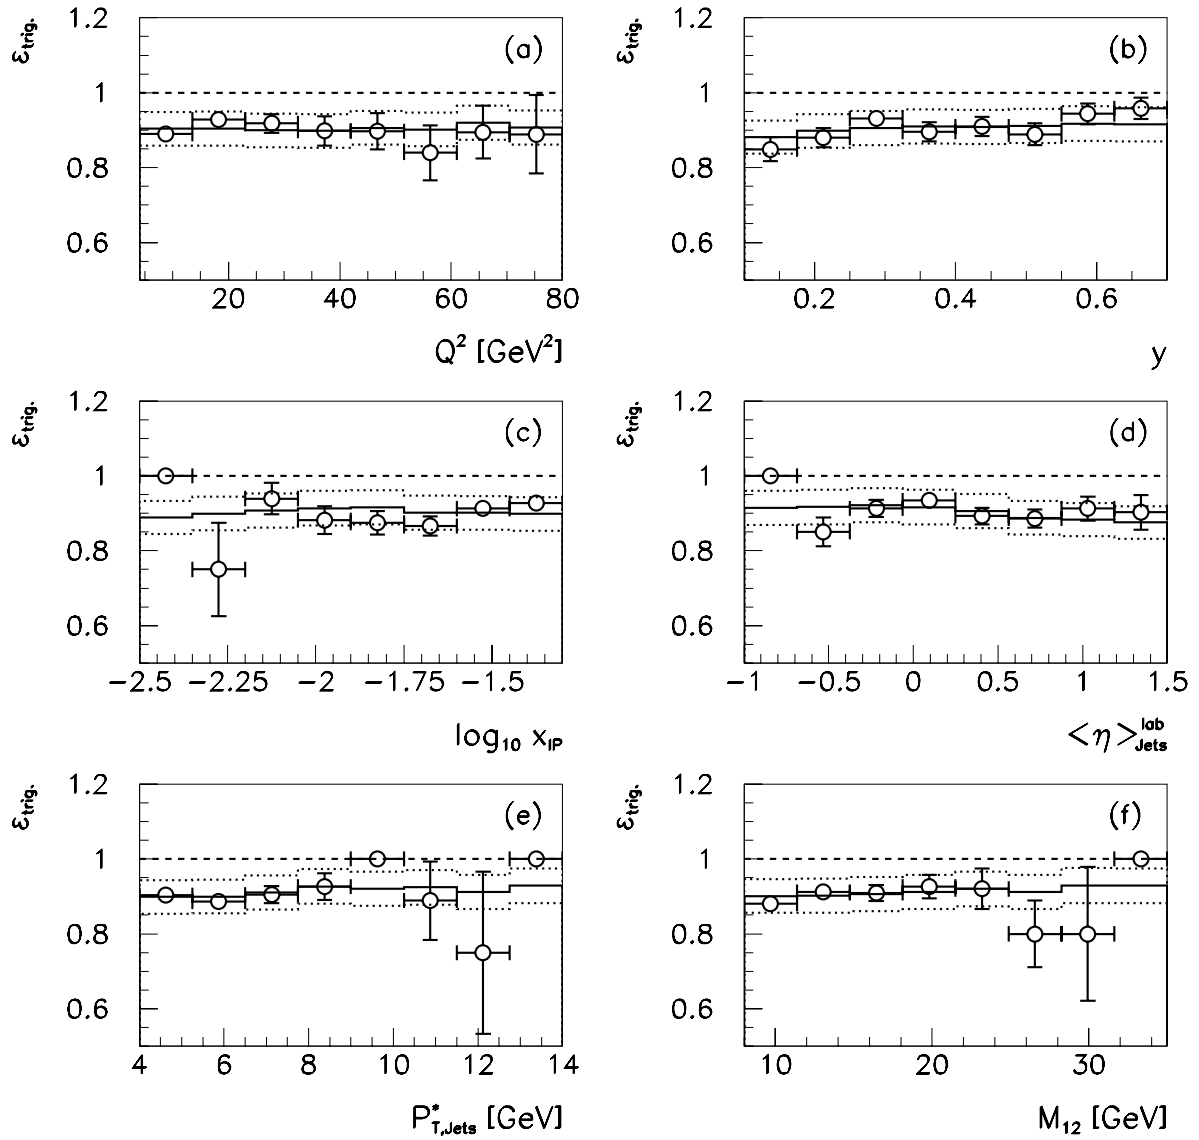 ε_trig. 1.2 (a)
1
0.8
0.6
20 40 60 80
Q² [GeV²]
ε_trig. 1.2 (b)
1
0.8
0.6
0.2 0.4 0.6
y
ε_trig. 1.2 (c)
1
0.8
0.6
−2.5 −2.25 −2 −1.75 −1.5
log₁₀ x_IP
ε_trig. 1.2 (d)
1
0.8
0.6
−1 −0.5 0 0.5 1 1.5
<η>^lab_Jets
ε_trig. 1.2 (e)
1
0.8
0.6
4 6 8 10 12 14
P*_T,Jets [GeV]
ε_trig. 1.2 (f)
1
0.8
0.6
10 20 30
M₁₂ [GeV]